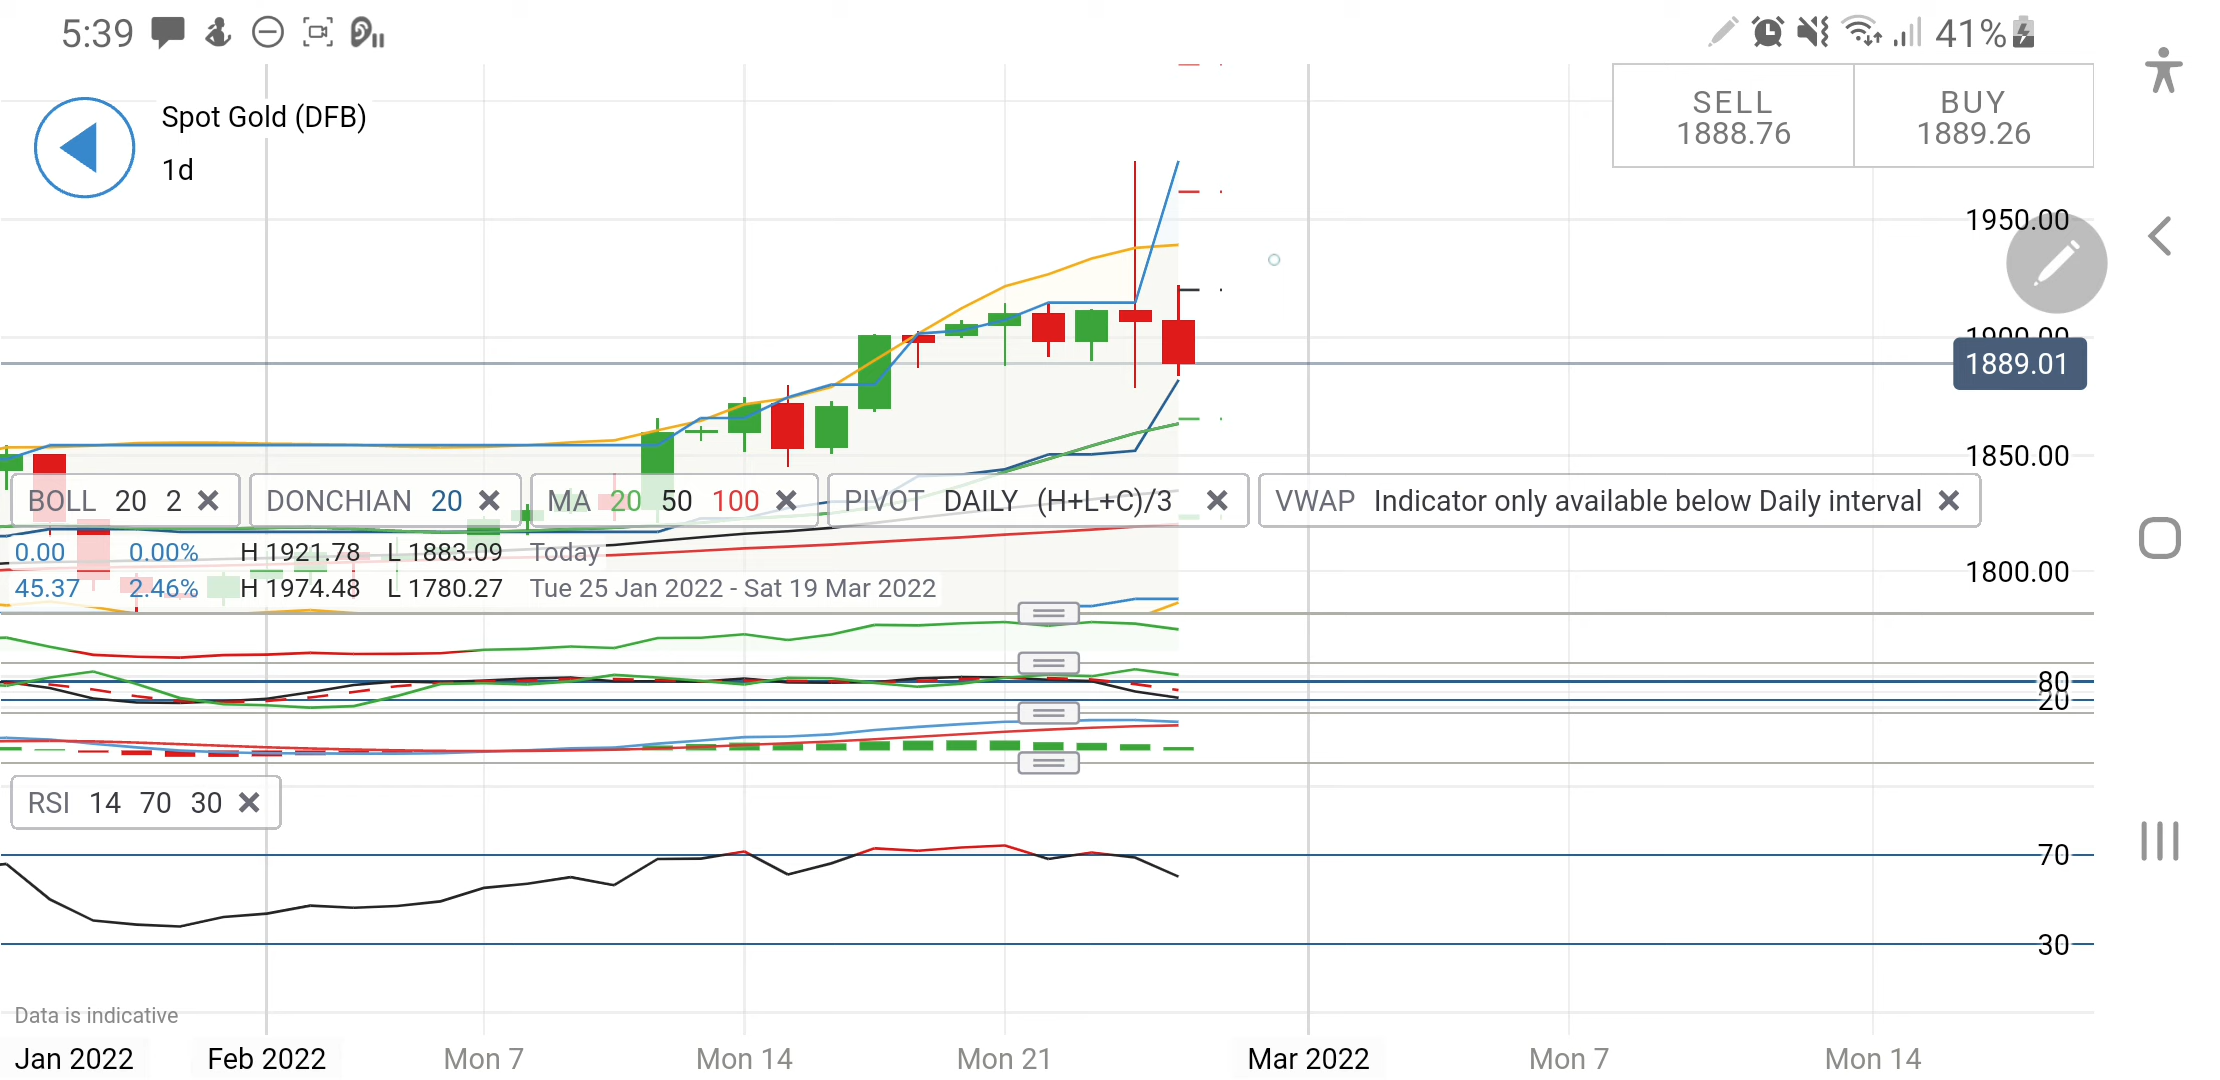 5:39
41%
Spot Gold (DFB)
1d
SELL
1888.76
BUY
1889.26
1950.00
1900.00
1889.01
1850.00
BOLL 20 2 ×
DONCHIAN 20 ×
MA 20 50 100 ×
PIVOT DAILY (H+L+C)/3 ×
VWAP Indicator only available below Daily interval ×
0.00 0.00% H 1921.78 L 1883.09 Today
1800.00
45.37 2.46% H 1974.48 L 1780.27 Tue 25 Jan 2022 - Sat 19 Mar 2022
80
20
RSI 14 70 30 ×
70
30
Data is indicative
Jan 2022 Feb 2022 Mon 7 Mon 14 Mon 21 Mar 2022 Mon 7 Mon 14